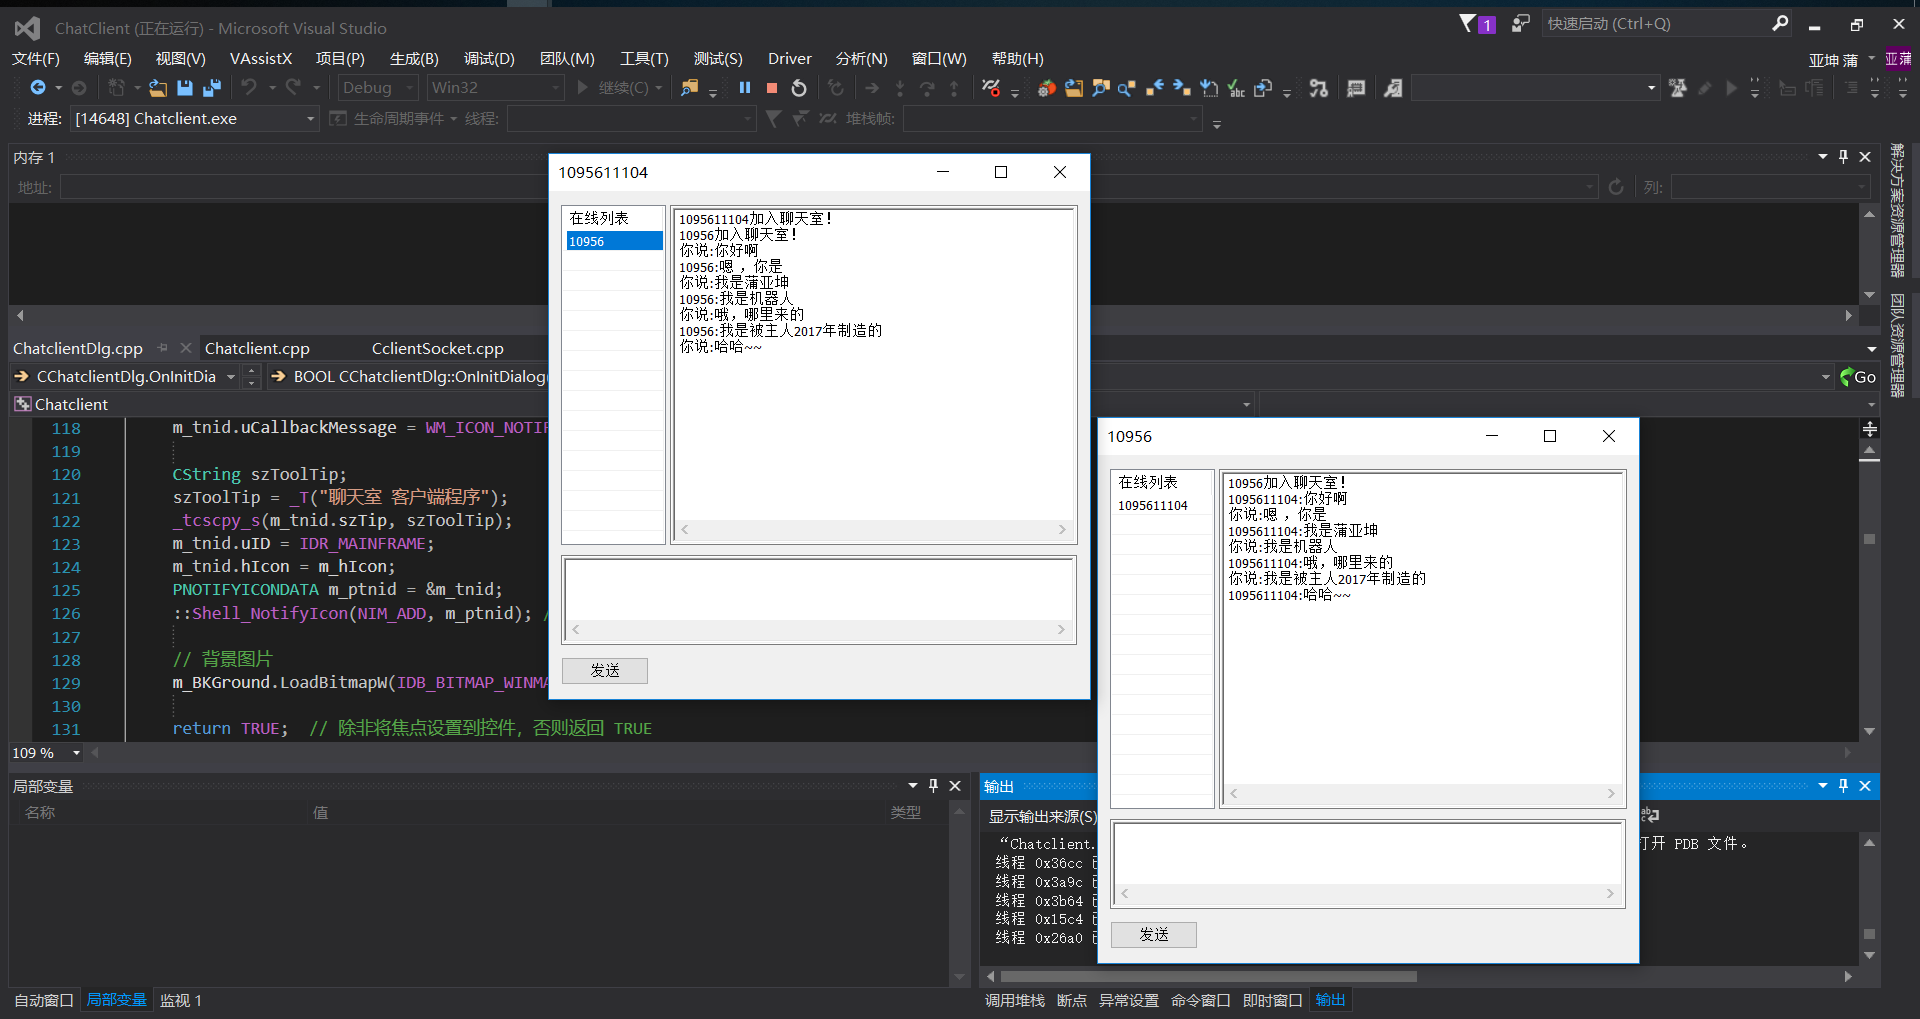 ChatClient (正在运行) - Microsoft Visual Studio
1
快速启动 (Ctrl+Q)
文件(F) 编辑(E) 视图(V) VAssistX 项目(P) 生成(B) 调试(D) 团队(M) 工具(T) 测试(S) Driver 分析(N) 窗口(W) 帮助(H)
亚坤 蒲
亚蒲
Debug Win32 继续(C)
进程: [14648] Chatclient.exe 生命周期事件 线程: 堆栈帧:
内存 1
地址: 列:
解决方案资源管理器
团队资源管理器
ChatclientDlg.cpp Chatclient.cpp CclientSocket.cpp
CChatclientDlg.OnInitDia BOOL CChatclientDlg::OnInitDialog( Go
Chatclient
118 m_tnid.uCallbackMessage = WM_ICON_NOTIF
119
120 CString szToolTip;
121 szToolTip = _T("聊天室 客户端程序");
122 _tcscpy_s(m_tnid.szTip, szToolTip);
123 m_tnid.uID = IDR_MAINFRAME;
124 m_tnid.hIcon = m_hIcon;
125 PNOTIFYICONDATA m_ptnid = &m_tnid;
126 ::Shell_NotifyIcon(NIM_ADD, m_ptnid); /
127
128 // 背景图片
129 m_BKGround.LoadBitmapW(IDB_BITMAP_WINMA
130
131 return TRUE;  // 除非将焦点设置到控件，否则返回 TRUE
109 %
1095611104
在线列表
10956
1095611104加入聊天室!
10956加入聊天室!
你说:你好啊
10956:嗯 ，你是
你说:我是蒲亚坤
10956:我是机器人
你说:哦，哪里来的
10956:我是被主人2017年制造的
你说:哈哈~~
发送
10956
在线列表
1095611104
10956加入聊天室!
1095611104:你好啊
你说:嗯 ，你是
1095611104:我是蒲亚坤
你说:我是机器人
1095611104:哦，哪里来的
你说:我是被主人2017年制造的
1095611104:哈哈~~
发送
局部变量
名称 值 类型
自动窗口 局部变量 监视 1
输出
显示输出来源(S)
“Chatclient. 打开 PDB 文件。
线程 0x36cc 已
线程 0x3a9c 已
线程 0x3b64 已
线程 0x15c4 已
线程 0x26a0 已
调用堆栈 断点 异常设置 命令窗口 即时窗口 输出